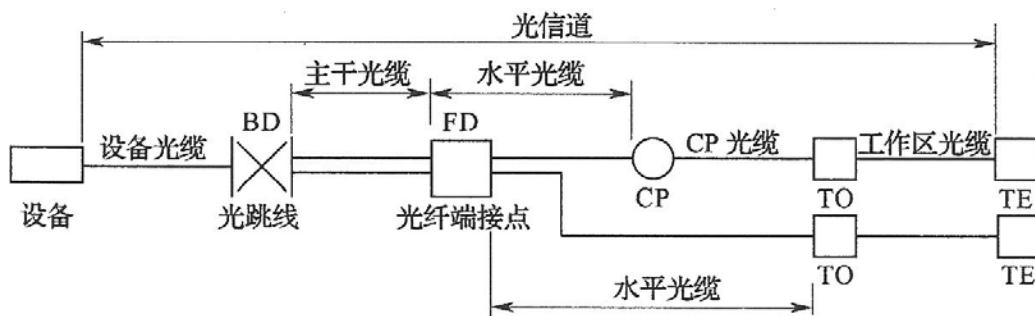 光信道
主干光缆
水平光缆
BD
FD
设备光缆
CP 光缆
工作区光缆
设备
光跳线
光纤端接点
CP
TO
TE
TO
TE
水平光缆